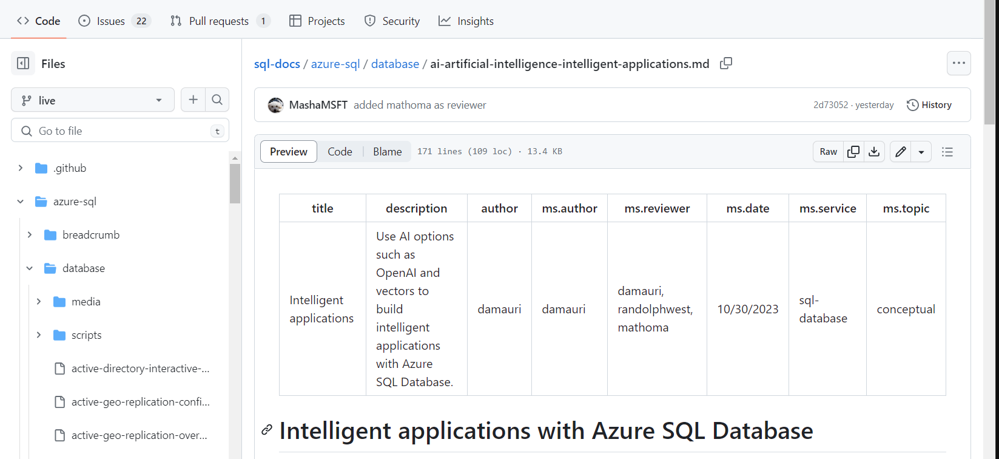 Code Issues 22 Pull requests 1 Projects Security Insights
Files
live
Go to file t
.github
azure-sql
breadcrumb
database
media
scripts
active-directory-interactive-...
active-geo-replication-confi...
active-geo-replication-over...
sql-docs / azure-sql / database / ai-artificial-intelligence-intelligent-applications.md
MashaMSFT added mathoma as reviewer 2d73052 · yesterday History
Preview Code Blame 171 lines (109 loc) · 13.4 KB Raw
title description author ms.author ms.reviewer ms.date ms.service ms.topic
Intelligent
applications
Use AI options
such as
OpenAI and
vectors to
build
intelligent
applications
with Azure
SQL Database.
damauri
damauri
damauri,
randolphwest,
mathoma
10/30/2023
sql-
database
conceptual
Intelligent applications with Azure SQL Database